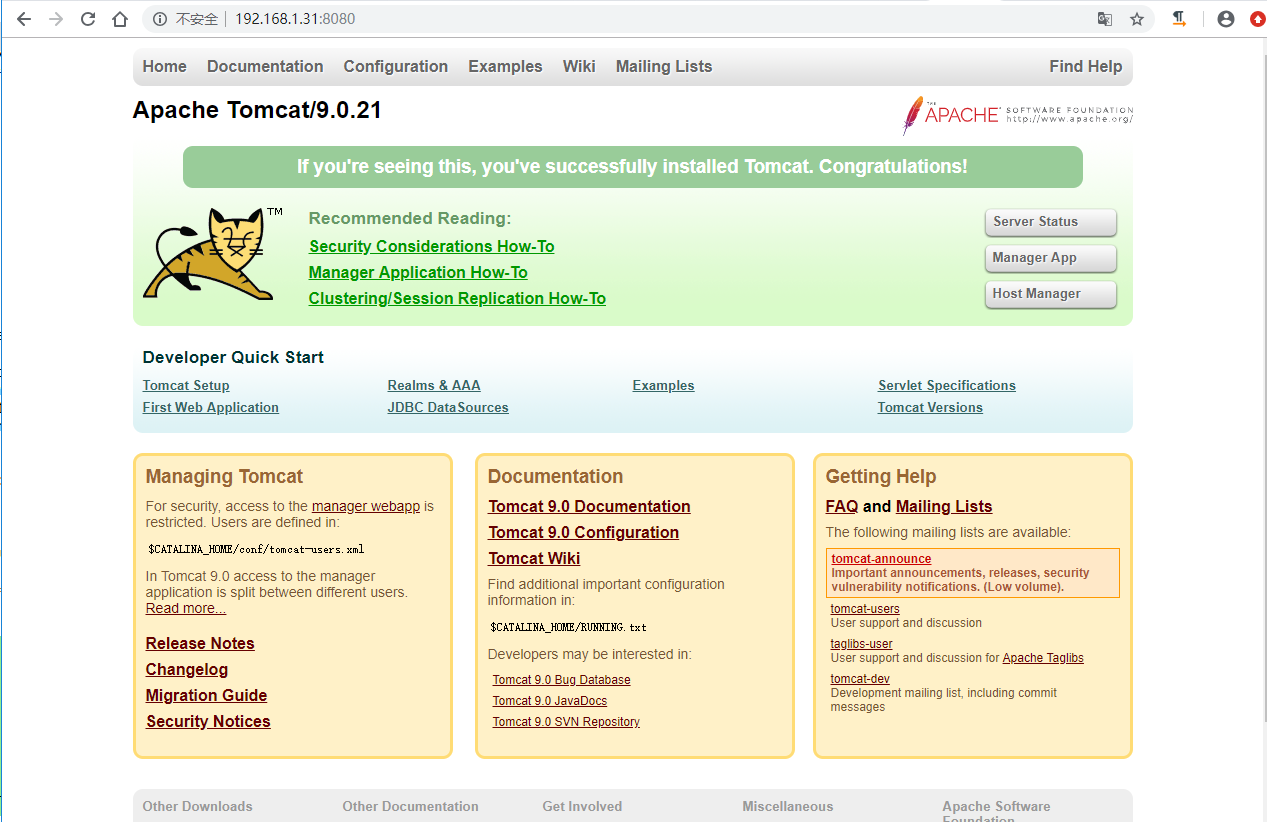 不安全 192.168.1.31:8080
Home Documentation Configuration Examples Wiki Mailing Lists Find Help
Apache Tomcat/9.0.21
THE APACHE SOFTWARE FOUNDATION
http://www.apache.org/
If you're seeing this, you've successfully installed Tomcat. Congratulations!
TM
Recommended Reading:
Security Considerations How-To
Manager Application How-To
Clustering/Session Replication How-To
Server Status
Manager App
Host Manager
Developer Quick Start
Tomcat Setup
First Web Application
Realms & AAA
JDBC DataSources
Examples
Servlet Specifications
Tomcat Versions
Managing Tomcat
For security, access to the manager webapp is
restricted. Users are defined in:
$CATALINA_HOME/conf/tomcat-users.xml
In Tomcat 9.0 access to the manager
application is split between different users.
Read more...
Release Notes
Changelog
Migration Guide
Security Notices
Documentation
Tomcat 9.0 Documentation
Tomcat 9.0 Configuration
Tomcat Wiki
Find additional important configuration
information in:
$CATALINA_HOME/RUNNING.txt
Developers may be interested in:
Tomcat 9.0 Bug Database
Tomcat 9.0 JavaDocs
Tomcat 9.0 SVN Repository
Getting Help
FAQ and Mailing Lists
The following mailing lists are available:
tomcat-announce
Important announcements, releases, security
vulnerability notifications. (Low volume).
tomcat-users
User support and discussion
taglibs-user
User support and discussion for Apache Taglibs
tomcat-dev
Development mailing list, including commit
messages
Other Downloads
Other Documentation
Get Involved
Miscellaneous
Apache Software
Foundation